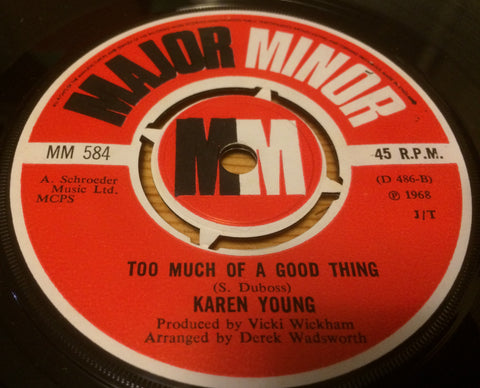 MAJOR MINOR
MM 584
45 R.P.M.
A. Schroeder
Music Ltd.
MCPS
MM
(D 486-B)
℗ 1968
J/T
TOO MUCH OF A GOOD THING
(S. Duboss)
KAREN YOUNG
Produced by Vicki Wickham
Arranged by Derek Wadsworth